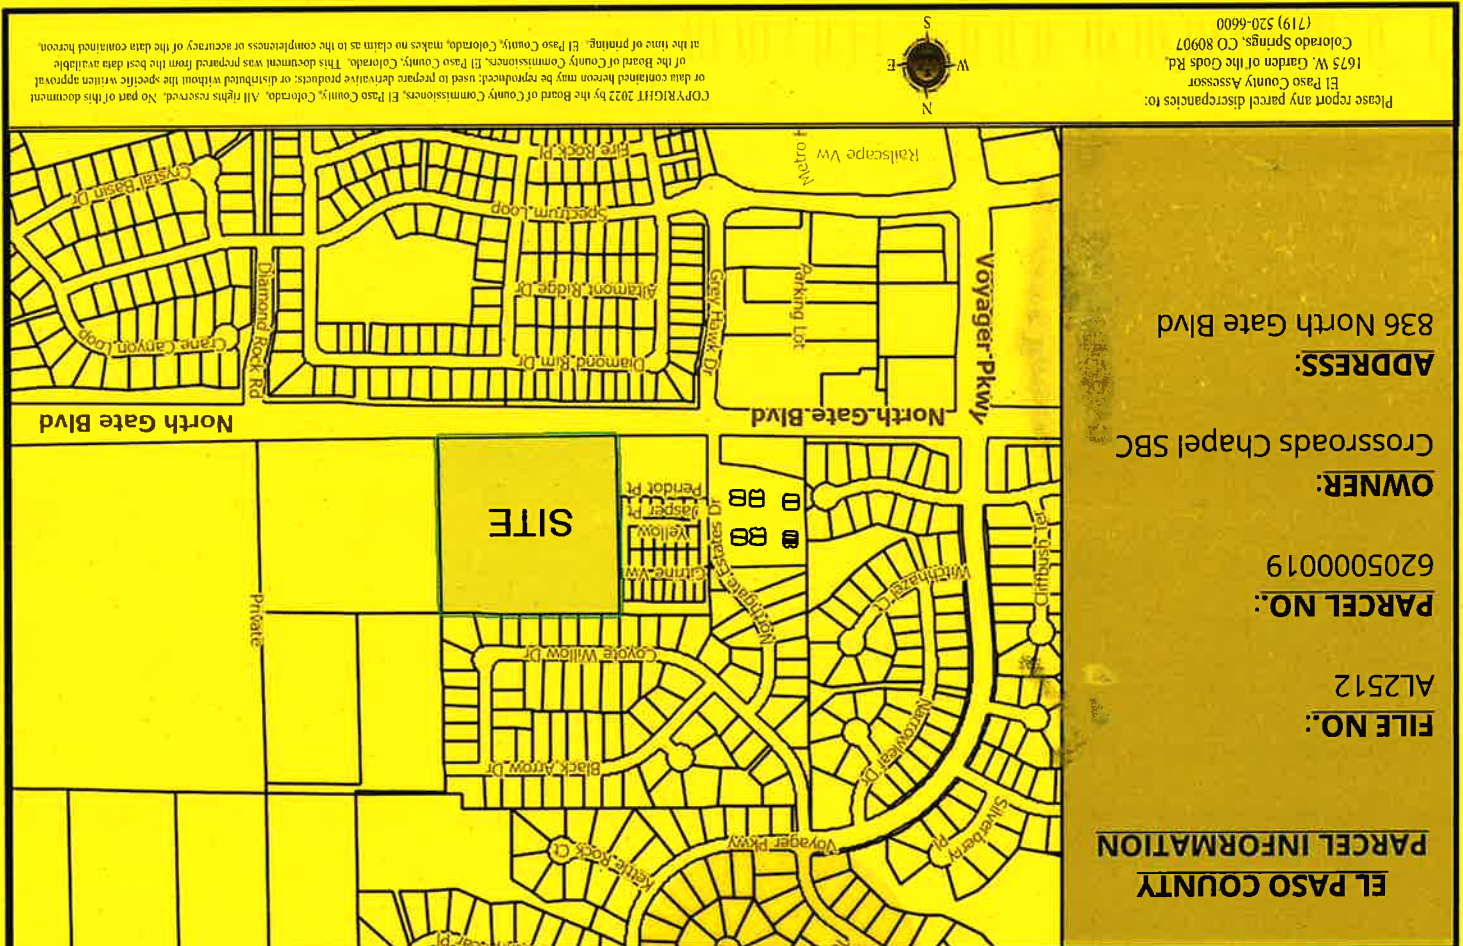 EL PASO COUNTY
PARCEL INFORMATION
FILE NO.:
AL2512
PARCEL NO.:
6205000019
OWNER:
Crossroads Chapel SBC
ADDRESS:
836 North Gate Blvd
Voyager Pkwy
Kettle Rock Ct
Silverberry Pl
Black Arrow Dr
Narrowleaf Dr
Coyote Willow Dr
Private
Witchhazel Ct
Cliffbush Ter
Northgate Estates Dr
Citrine Vw
Yellow
Jasper Pt
Peridot Pt
SITE
North Gate Blvd
North Gate Blvd
Voyager Pkwy
Diamond Rim Dr
Grey Hawk Dr
Parking Lot
Altamont Ridge Dr
Diamond Rock Rd
Crane Canyon Loop
Spectrum Loop
Crystal Basin Dr
Fire Rock Pl
Railscape Vw
Metro H
Please report any parcel discrepancies to:
El Paso County Assessor
1675 W. Garden of the Gods Rd.
Colorado Springs, CO 80907
(719) 520-6600
N
W
E
S
COPYRIGHT 2022 by the Board of County Commissioners, El Paso County, Colorado. All rights reserved. No part of this document
or data contained hereon may be reproduced; used to prepare derivative products; or distributed without the specific written approval
of the Board of County Commissioners, El Paso County, Colorado. This document was prepared from the best data available
at the time of printing. El Paso County, Colorado, makes no claim as to the completeness or accuracy of the data contained hereon.